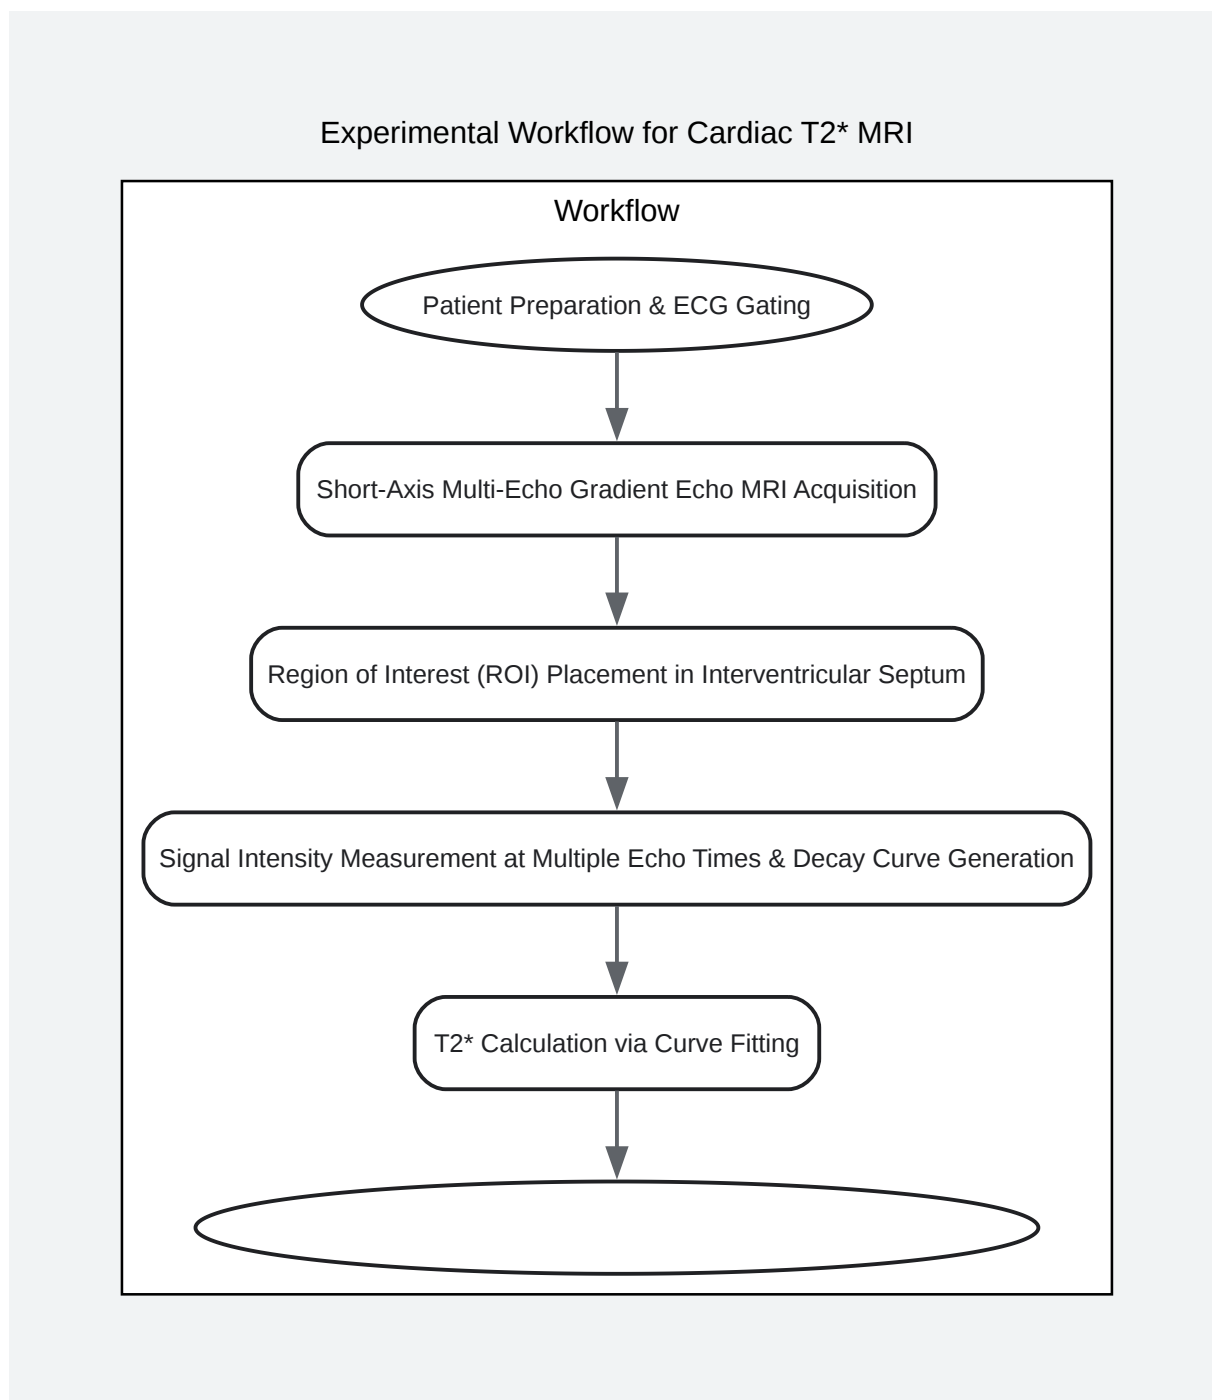 Experimental Workflow for Cardiac T2* MRI
Workflow
Patient Preparation & ECG Gating
Short-Axis Multi-Echo Gradient Echo MRI Acquisition
Region of Interest (ROI) Placement in Interventricular Septum
Signal Intensity Measurement at Multiple Echo Times & Decay Curve Generation
T2* Calculation via Curve Fitting